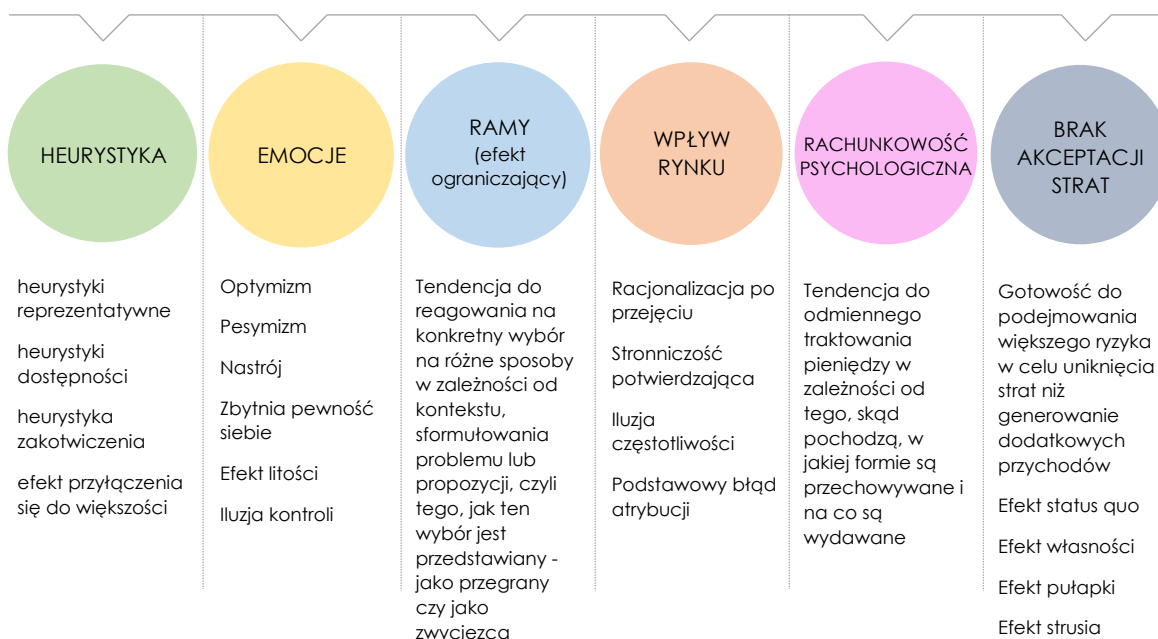 HEURYSTYKA
EMOCJE
RAMY
(efekt
ograniczający)
WPŁYW
RYNKU
RACHUNKOWOŚĆ
PSYCHOLOGICZNA
BRAK
AKCEPTACJI
STRAT
heurystyki
reprezentatywne
heurystyki
dostępności
heurystyka
zakotwiczenia
efekt przyłączenia
się do większości
Optymizm
Pesymizm
Nastrój
Zbytnia pewność
siebie
Efekt litości
Iluzja kontroli
Tendencja do
reagowania na
konkretny wybór
na różne sposoby
w zależności od
kontekstu,
sformułowania
problemu lub
propozycji, czyli
tego, jak ten
wybór jest
przedstawiany -
jako przegrany
czy jako
zwycięzca
Racjonalizacja po
przejęciu
Stronniczość
potwierdzająca
Iluzja
częstotliwości
Podstawowy błąd
atrybucji
Tendencja do
odmiennego
traktowania
pieniędzy w
zależności od
tego, skąd
pochodzą, w
jakiej formie są
przechowywane i
na co są
wydawane
Gotowość do
podejmowania
większego ryzyka
w celu uniknięcia
strat niż
generowanie
dodatkowych
przychodów
Efekt status quo
Efekt własności
Efekt pułapki
Efekt strusia